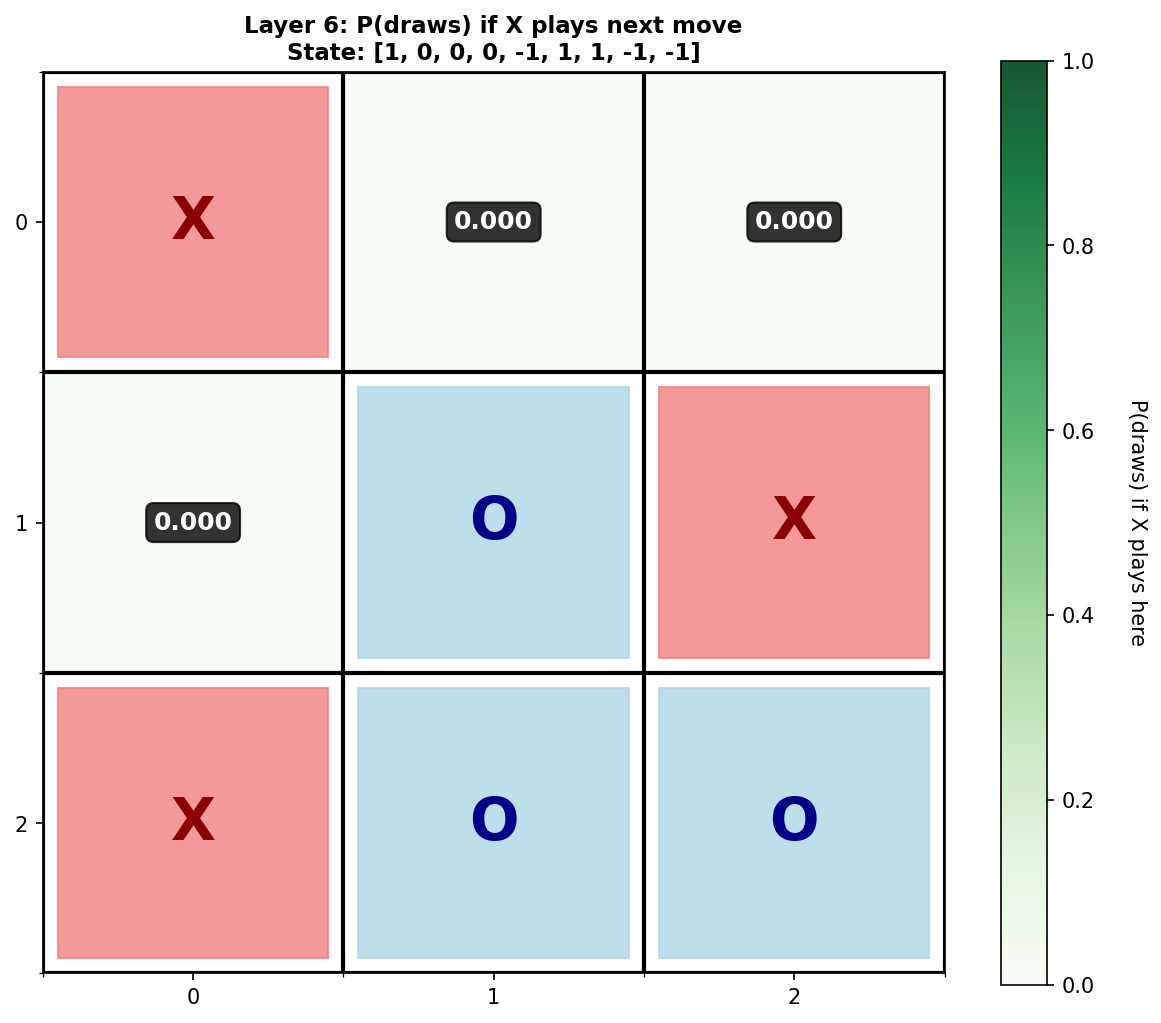 Layer 6: P(draws) if X plays next move
State: [1, 0, 0, 0, -1, 1, 1, -1, -1]
0
X
0.000
0.000
1
0.000
O
X
2
X
O
O
0
1
2
1.0
0.8
0.6
0.4
0.2
0.0
P(draws) if X plays here